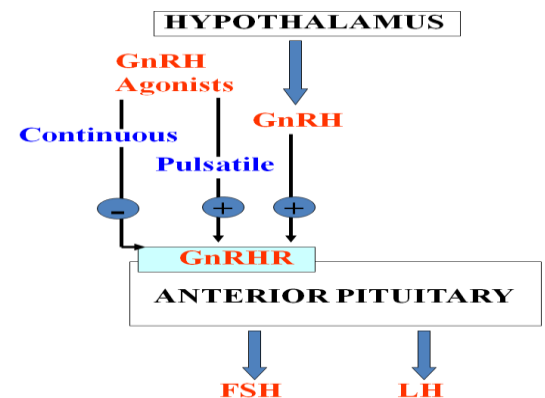 HYPOTHALAMUS
GnRH
Agonists
GnRH
Continuous
Pulsatile
-
+
+
GnRHR
ANTERIOR PITUITARY
FSH
LH